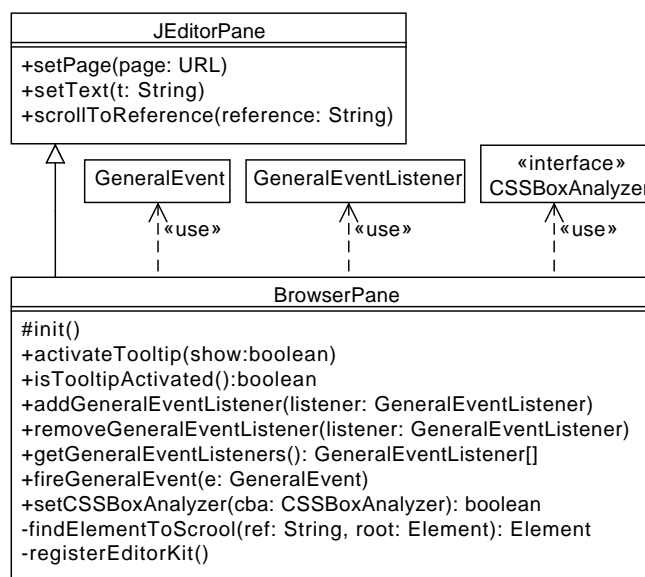 JEditorPane
+setPage(page: URL)
+setText(t: String)
+scrollToReference(reference: String)
GeneralEvent
GeneralEventListener
«interface»
CSSBoxAnalyzer
«use»
«use»
«use»
BrowserPane
#init()
+activateTooltip(show:boolean)
+isTooltipActivated():boolean
+addGeneralEventListener(listener: GeneralEventListener)
+removeGeneralEventListener(listener: GeneralEventListener)
+getGeneralEventListeners(): GeneralEventListener[]
+fireGeneralEvent(e: GeneralEvent)
+setCSSBoxAnalyzer(cba: CSSBoxAnalyzer): boolean
-findElementToScrool(ref: String, root: Element): Element
-registerEditorKit()